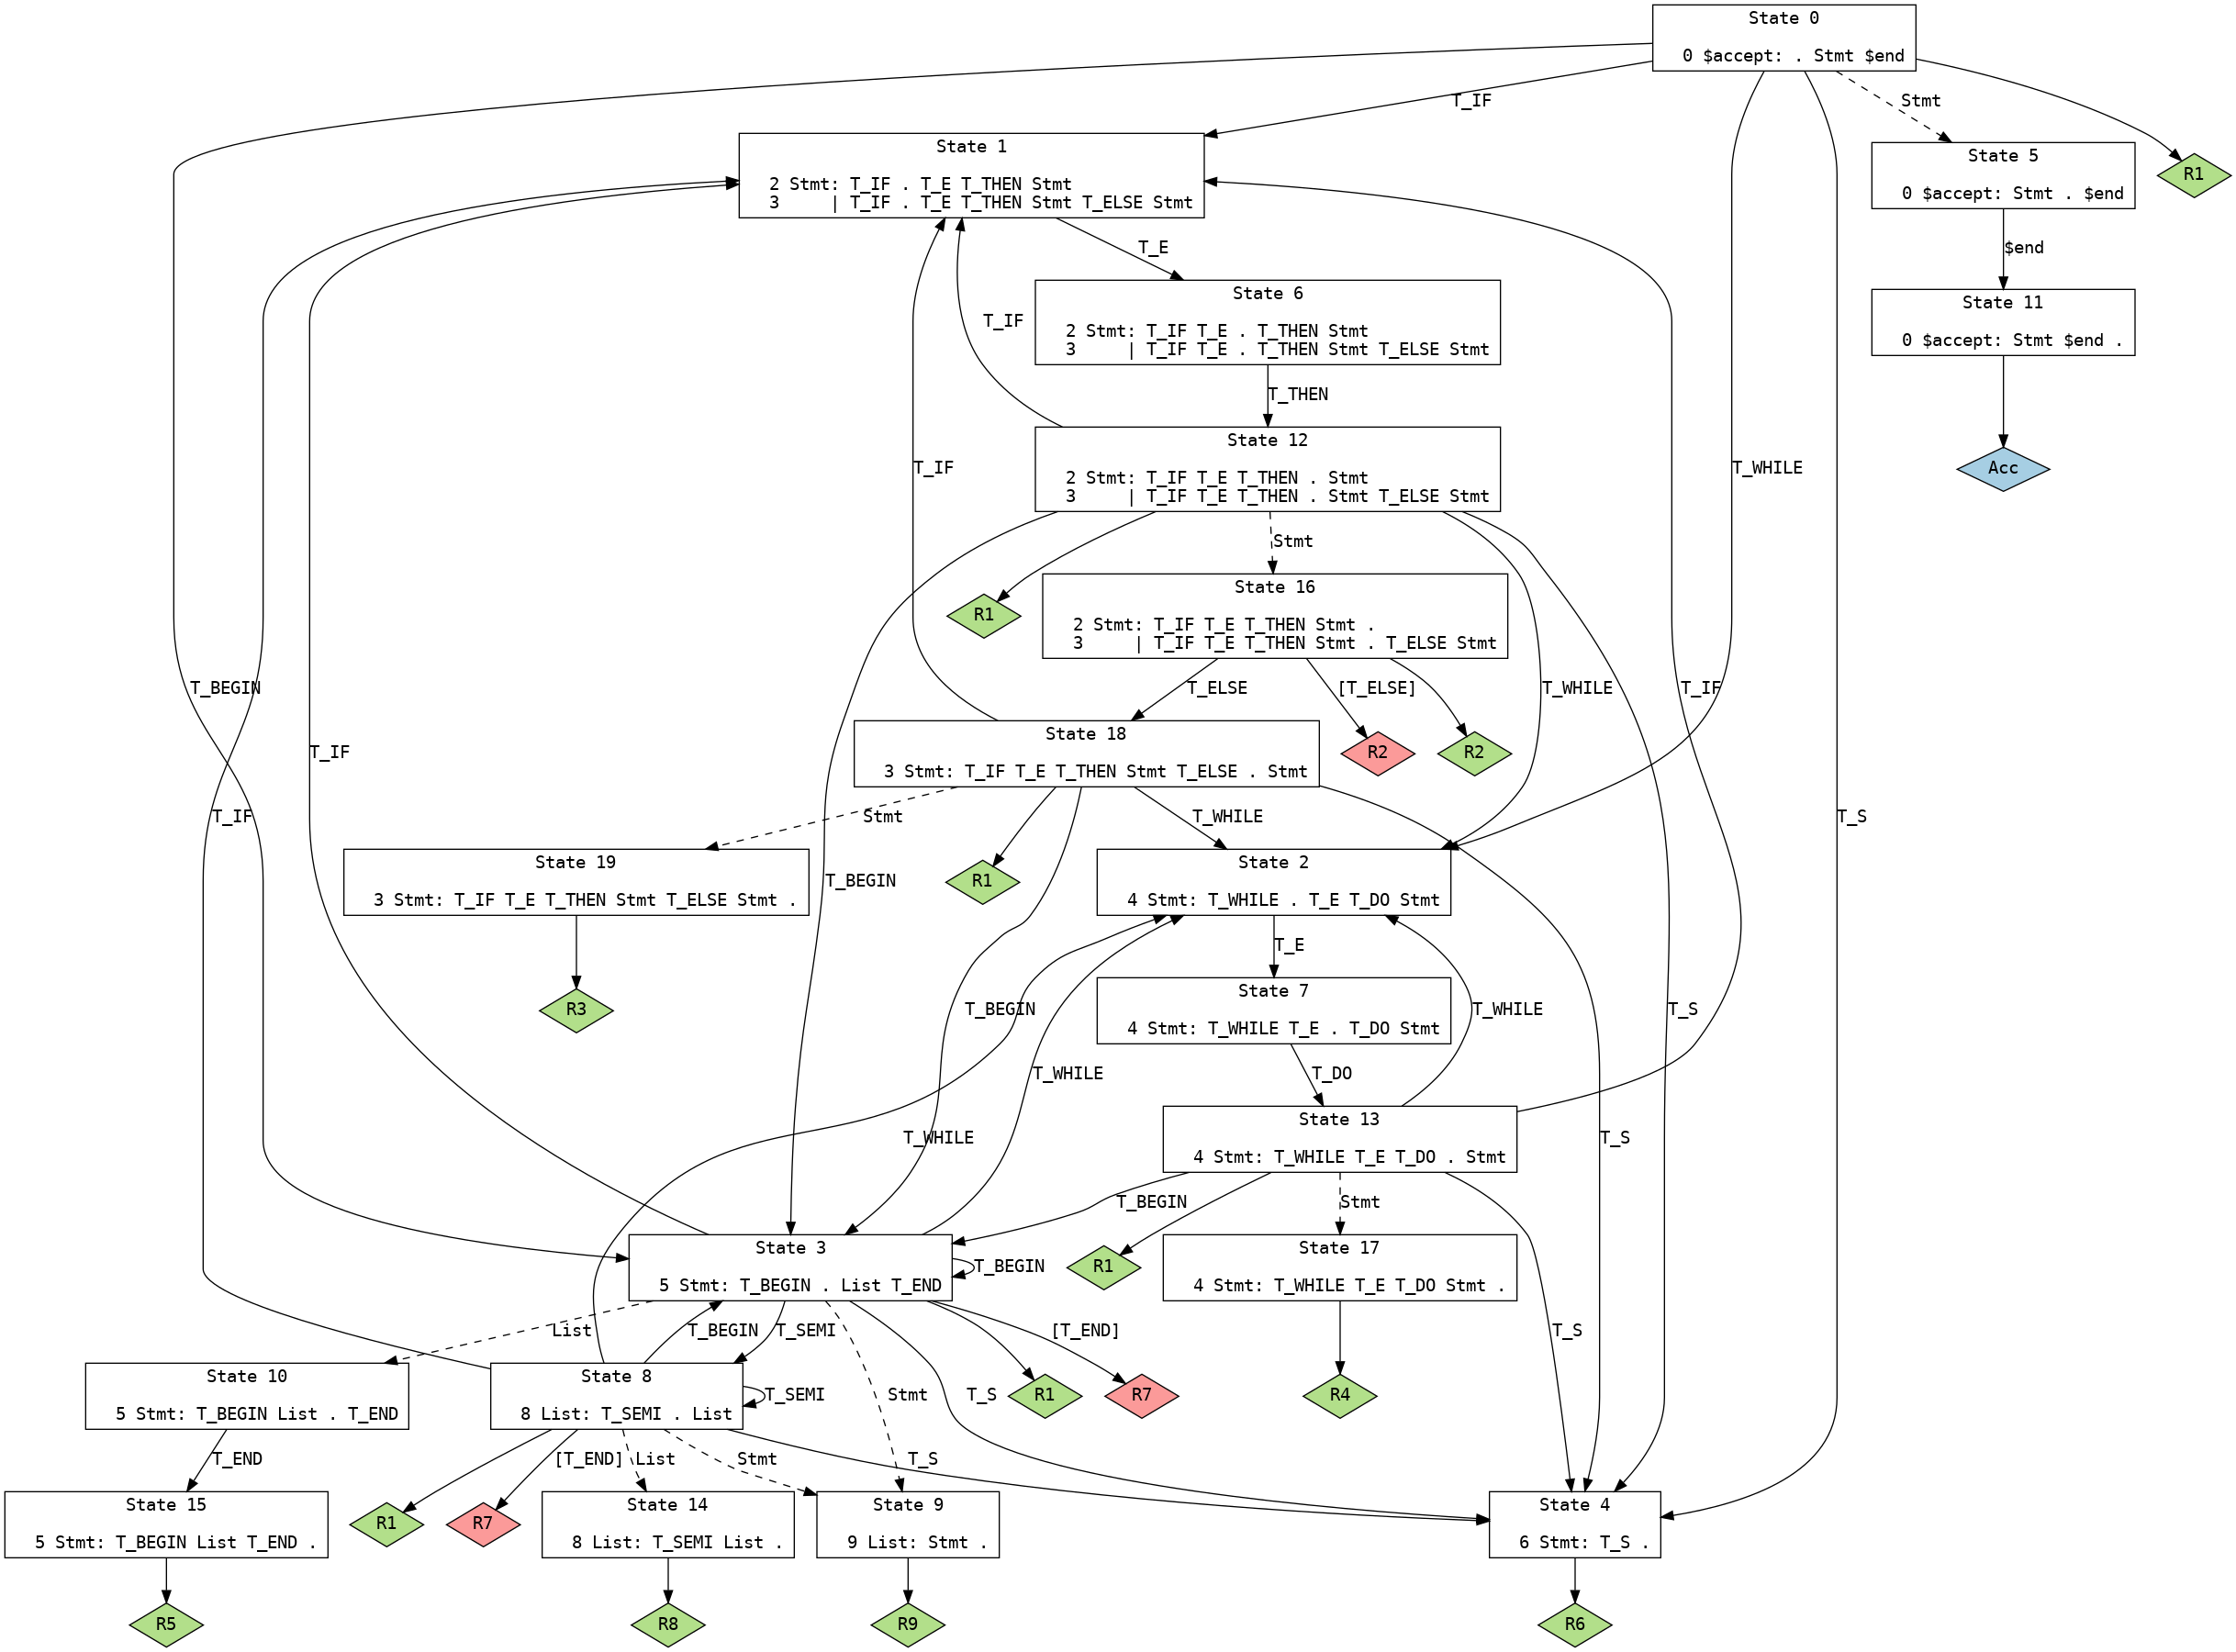 State 0
0 $accept: . Stmt $end
T_IF
Stmt
State 1
2 Stmt: T_IF . T_E T_THEN Stmt
3     | T_IF . T_E T_THEN Stmt T_ELSE Stmt
State 5
0 $accept: Stmt . $end
R1
T_E
$end
State 6
2 Stmt: T_IF T_E . T_THEN Stmt
3     | T_IF T_E . T_THEN Stmt T_ELSE Stmt
State 11
0 $accept: Stmt $end .
T_IF
T_THEN
State 12
2 Stmt: T_IF T_E T_THEN . Stmt
3     | T_IF T_E T_THEN . Stmt T_ELSE Stmt
T_IF
T_WHILE
Acc
Stmt
R1
State 16
2 Stmt: T_IF T_E T_THEN Stmt .
3     | T_IF T_E T_THEN Stmt . T_ELSE Stmt
T_S
T_BEGIN
T_ELSE
[T_ELSE]
T_WHILE
T_IF
T_IF
State 18
3 Stmt: T_IF T_E T_THEN Stmt T_ELSE . Stmt
R2
R2
T_IF
Stmt
T_WHILE
State 19
3 Stmt: T_IF T_E T_THEN Stmt T_ELSE Stmt .
T_BEGIN
R1
State 2
4 Stmt: T_WHILE . T_E T_DO Stmt
T_E
R3
T_BEGIN
State 7
4 Stmt: T_WHILE T_E . T_DO Stmt
T_WHILE
T_S
T_WHILE
T_DO
T_WHILE
State 13
4 Stmt: T_WHILE T_E T_DO . Stmt
T_S
T_BEGIN
Stmt
State 3
5 Stmt: T_BEGIN . List T_END
T_BEGIN
R1
State 17
4 Stmt: T_WHILE T_E T_DO Stmt .
T_S
List
T_BEGIN
T_SEMI
[T_END]
State 10
5 Stmt: T_BEGIN List . T_END
State 8
8 List: T_SEMI . List
T_SEMI
Stmt
T_S
R1
R7
R4
T_END
[T_END]
List
Stmt
T_S
State 15
5 Stmt: T_BEGIN List T_END .
R1
R7
State 14
8 List: T_SEMI List .
State 9
9 List: Stmt .
State 4
6 Stmt: T_S .
R5
R8
R9
R6